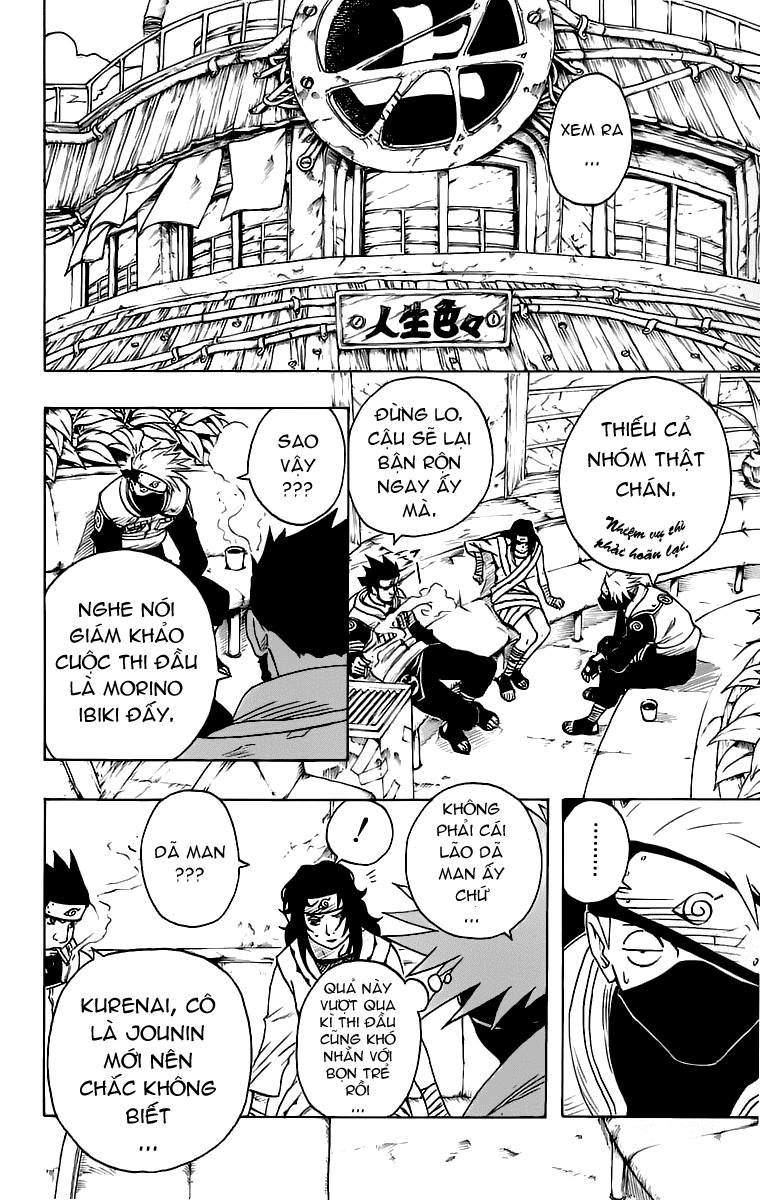 上
XEM RA
...
人生色々
THIẾU CẢ
NHÓM THẬT
CHÁN.
Nhiệm vụ thì
khác hoãn lại.
ĐỪNG LO,
CẬU SẼ LẠI
BẬN RỘN
NGAY ẤY
MÀ.
SAO
VẬY
???
NGHE NÓI
GIÁM KHẢO
CUỘC THI ĐẦU
LÀ MORINO
IBIKI ĐẤY.
.........
KHÔNG
PHẢI CÁI
LÃO DÃ
MAN ẤY
CHỨ
...
!
DÃ MAN
???
QUẢ NÀY
VƯỢT QUA
KÌ THI ĐẦU
CŨNG KHÓ
NHẰN VỚI
BỌN TRẺ
RỒI
...
KURENAI, CÔ
LÀ JOUNIN
MỚI NÊN
CHẮC KHÔNG
BIẾT
...